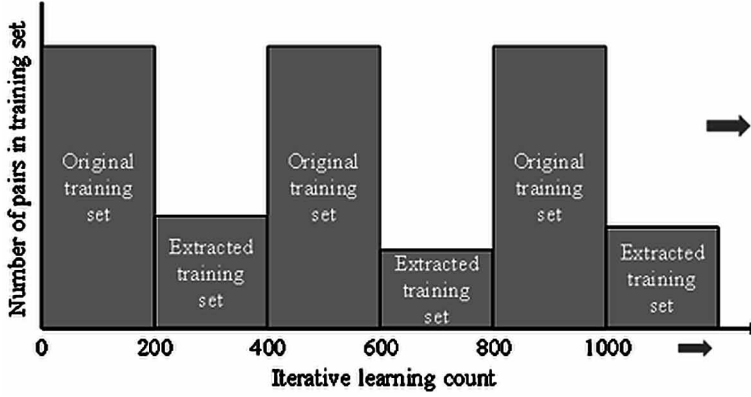 Number of pairs in training set
Original
training
set
Extracted
training
set
Original
training
set
Extracted
training
set
Original
training
set
Extracted
training
set
0 200 400 600 800 1000
Iterative learning count